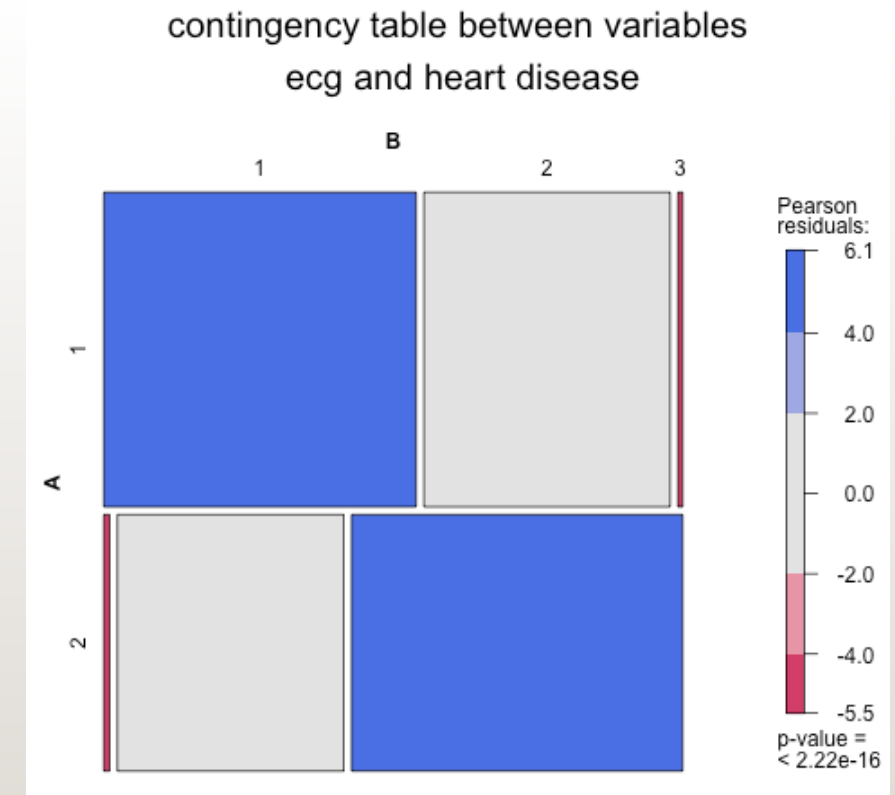 contingency table between variables
ecg and heart disease
B
1 2 3
A
1
2
Pearson
residuals:
6.1
4.0
2.0
0.0
-2.0
-4.0
-5.5
p-value =
< 2.22e-16